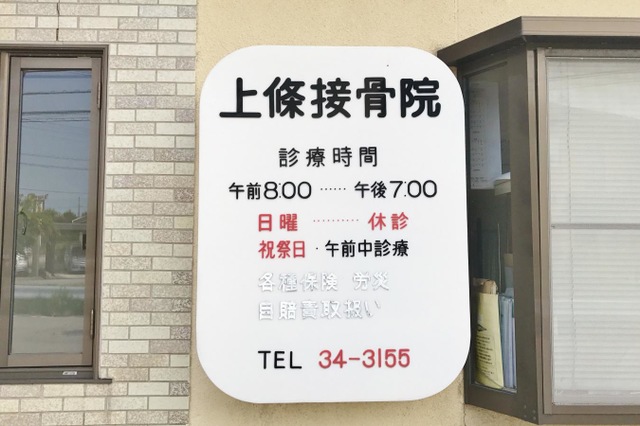 上條接骨院
診療時間
午前8:00……午後7:00
日曜………休診
祝祭日・午前中診療
各種保険 労災
自賠責取扱い
TEL 34-3155